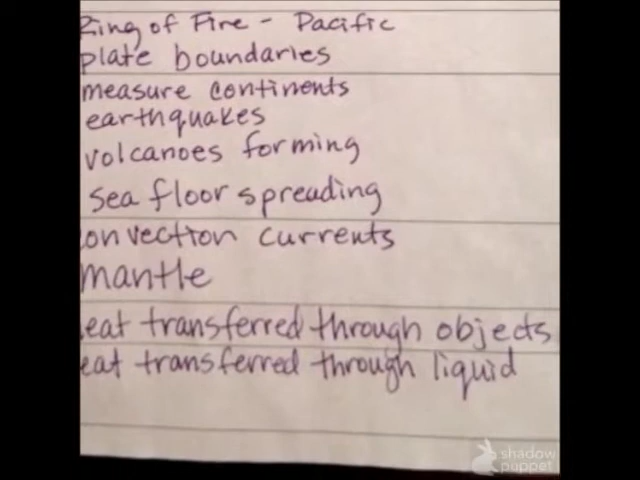 Ring of Fire - Pacific
plate boundaries
measure continents
earthquakes
volcanoes forming
sea floor spreading
onvection currents
mantle
eat transferred through objects
eat transferred through liquid
shadow
puppet